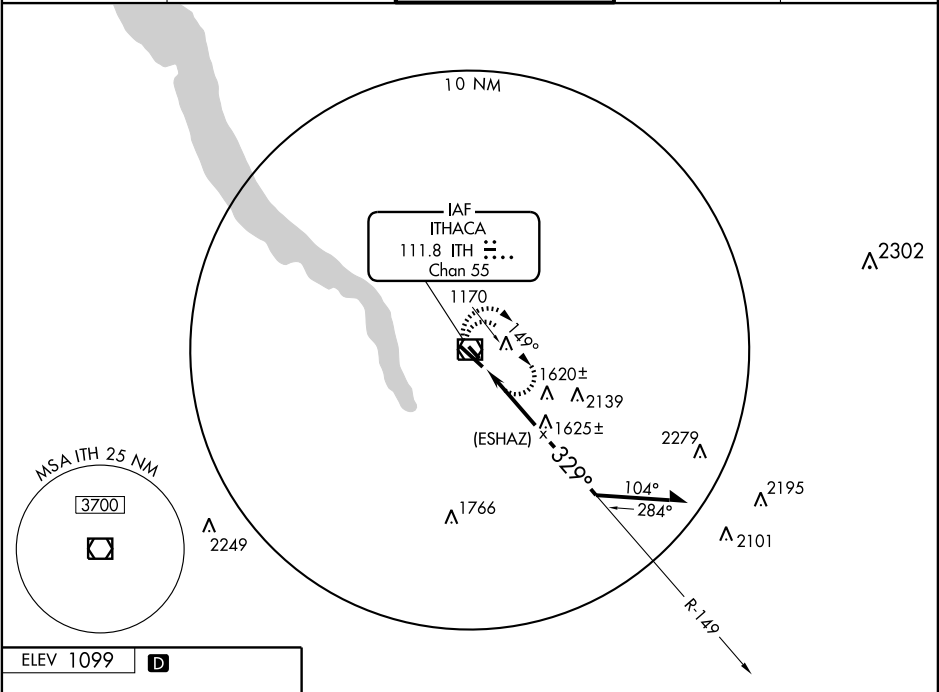 10 NM
IAF
ITHACA
111.8 ITH
Chan 55
2302
1170
149°
1620±
2139
(ESHAZ)
1625±
2279
329°
MSA ITH 25 NM
3700
104°
284°
2195
1766
2249
2101
R-149
ELEV 1099 D